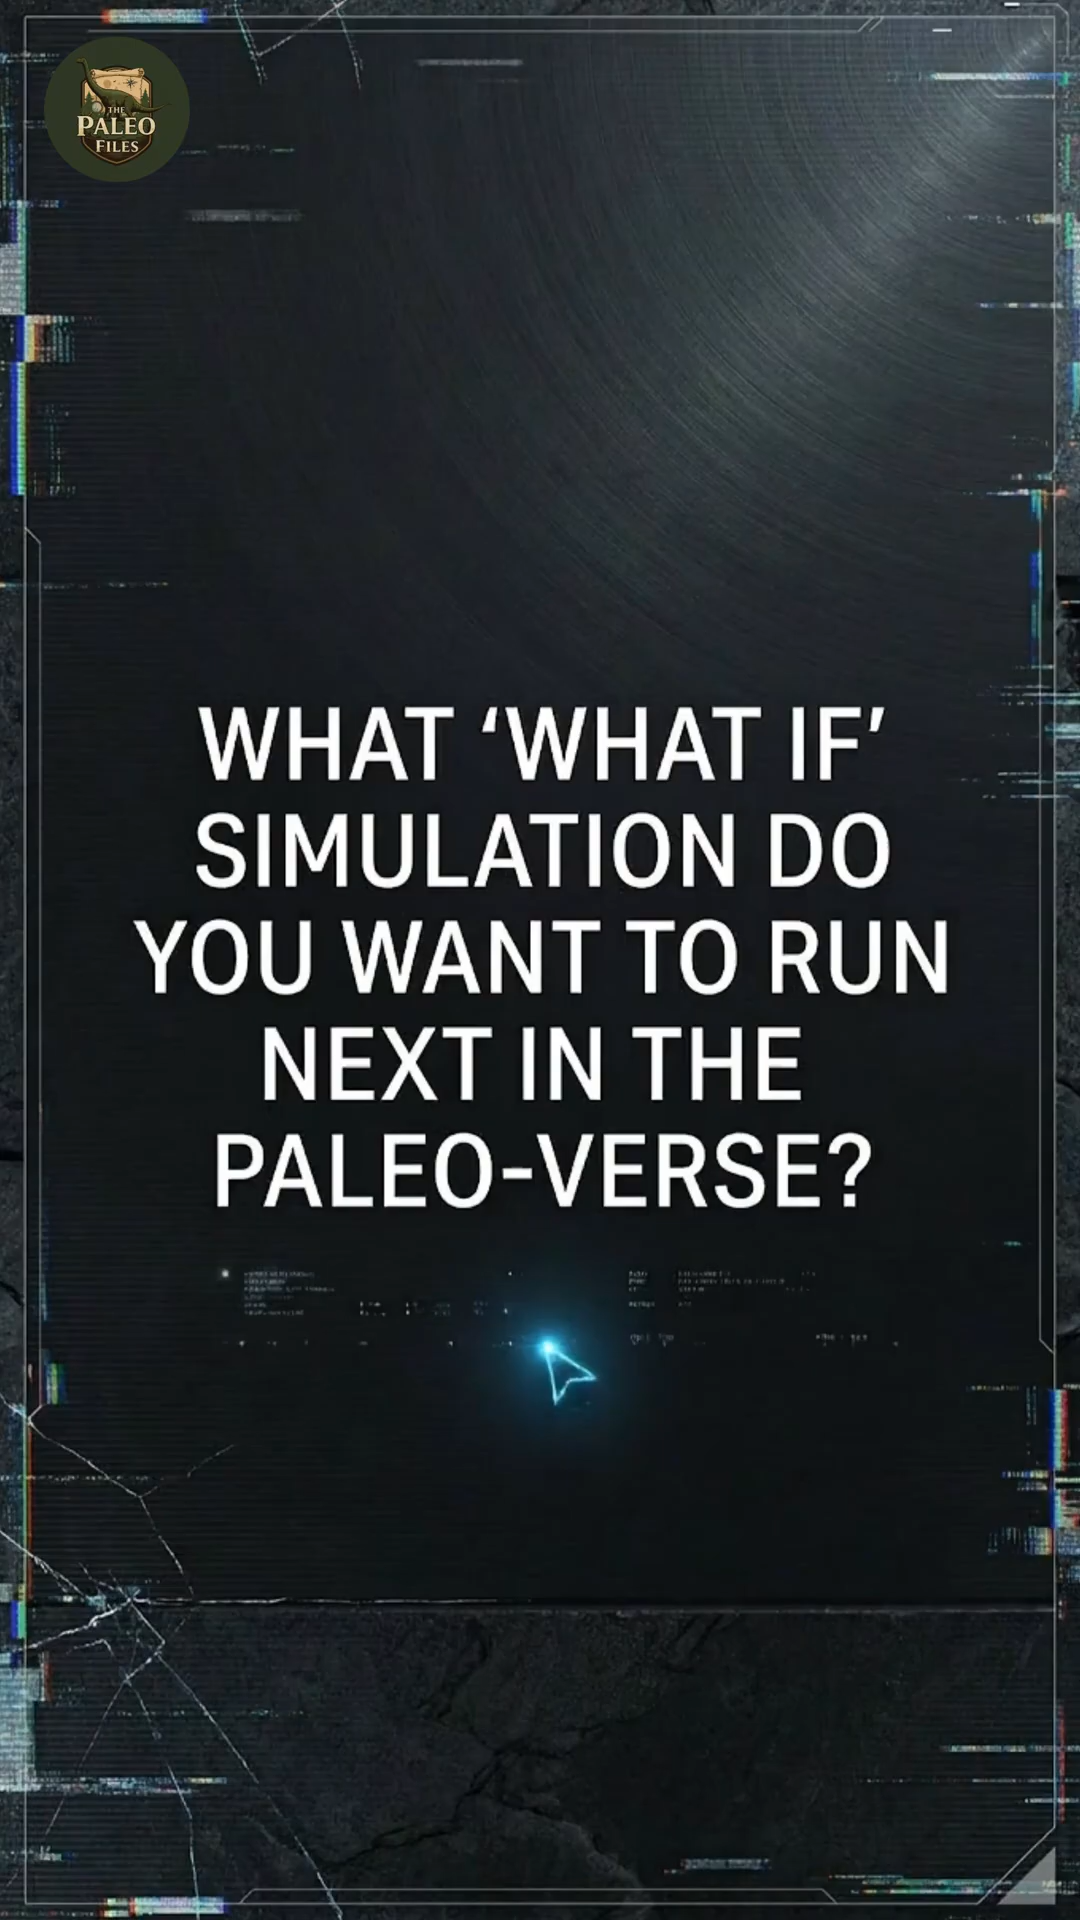 THE
PALEO
FILES
WHAT ‘WHAT IF’
SIMULATION DO
YOU WANT TO RUN
NEXT IN THE
PALEO-VERSE?